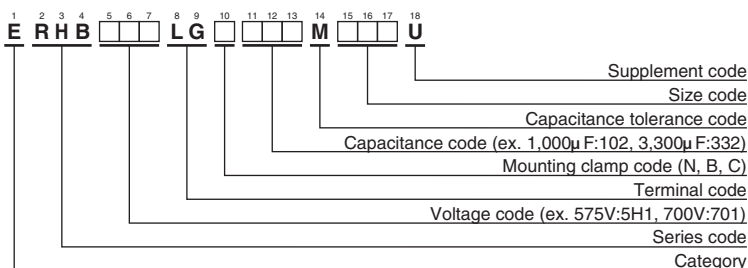 1 2 3 4 5 6 7 8 9 10 11 12 13 14 15 16 17 18
E RHB □□□ LG □ □□□ M □□□ U
Supplement code
Size code
Capacitance tolerance code
Capacitance code (ex. 1,000μF:102, 3,300μF:332)
Mounting clamp code (N, B, C)
Terminal code
Voltage code (ex. 575V:5H1, 700V:701)
Series code
Category